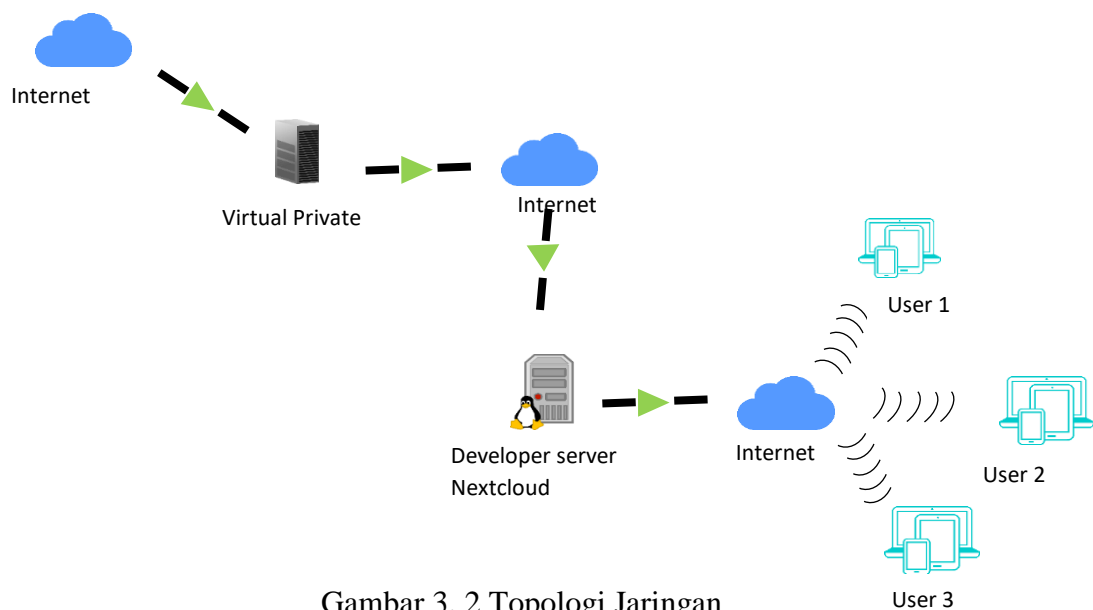 Internet
Virtual Private
Internet
User 1
Developer server
Nextcloud
Internet
User 2
User 3
Gambar 3. 2 Topologi Jaringan